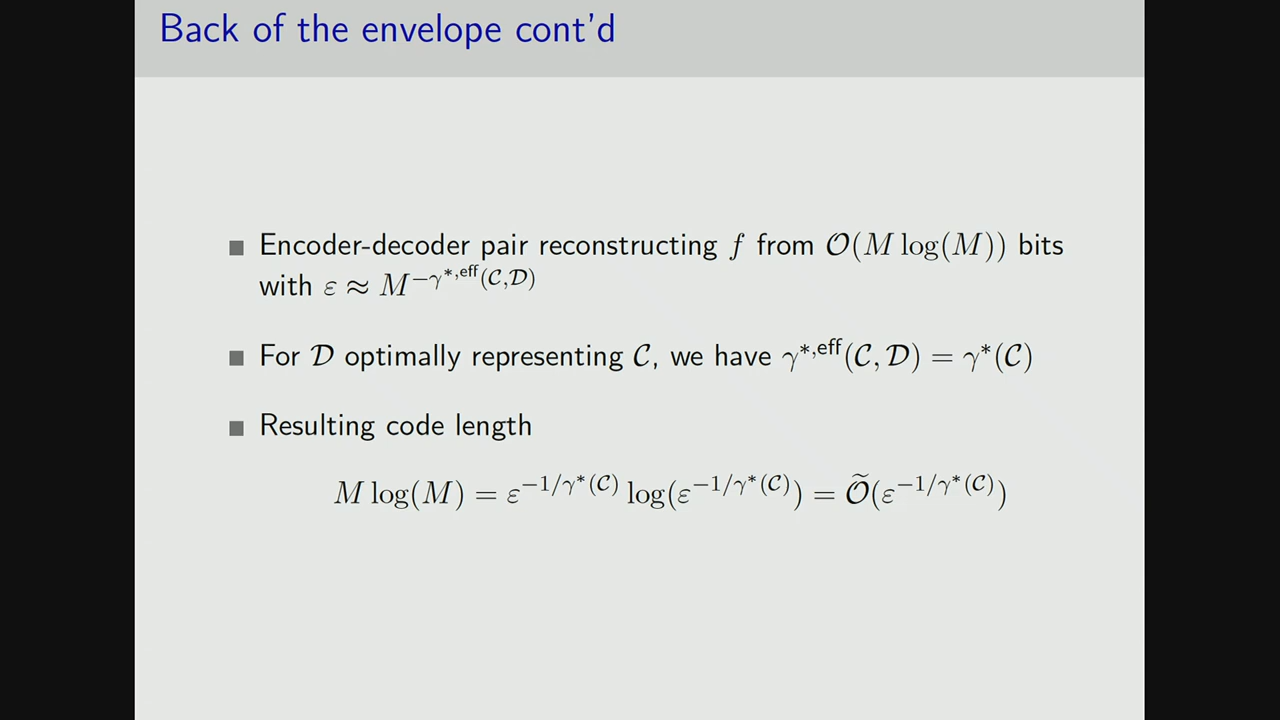 Back of the envelope cont'd
Encoder-decoder pair reconstructing f from 𝒪(M log(M)) bits
with ε ≈ M^{−γ^{*,eff}(𝒞,𝒟)}
For 𝒟 optimally representing 𝒞, we have γ^{*,eff}(𝒞, 𝒟) = γ^*(𝒞)
Resulting code length
M log(M) = ε^{−1/γ^*(𝒞)} log(ε^{−1/γ^*(𝒞)}) = 𝒪̃(ε^{−1/γ^*(𝒞)})